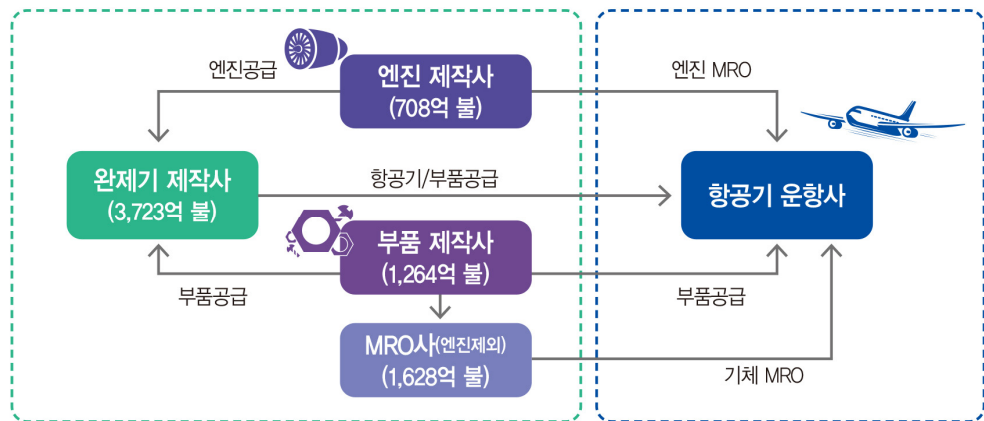 엔진공급
엔진 제작사
(708억 불)
엔진 MRO
완제기 제작사
(3,723억 불)
항공기/부품공급
항공기 운항사
부품 제작사
(1,264억 불)
부품공급
부품공급
MRO사(엔진제외)
(1,628억 불)
기체 MRO